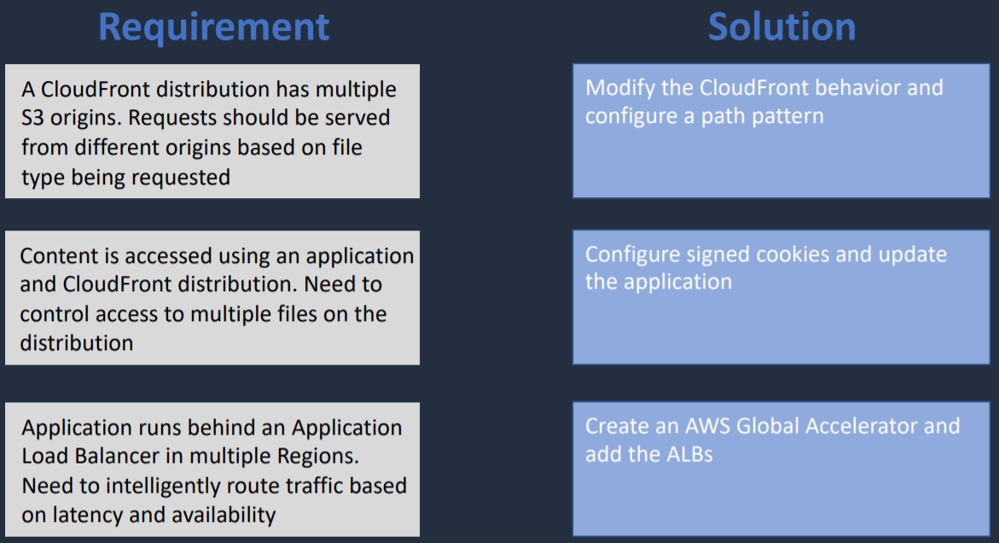 Requirement
Solution
A CloudFront distribution has multiple
S3 origins. Requests should be served
from different origins based on file
type being requested
Modify the CloudFront behavior and
configure a path pattern
Content is accessed using an application
and CloudFront distribution. Need to
control access to multiple files on the
distribution
Configure signed cookies and update
the application
Application runs behind an Application
Load Balancer in multiple Regions.
Need to intelligently route traffic based
on latency and availability
Create an AWS Global Accelerator and
add the ALBs